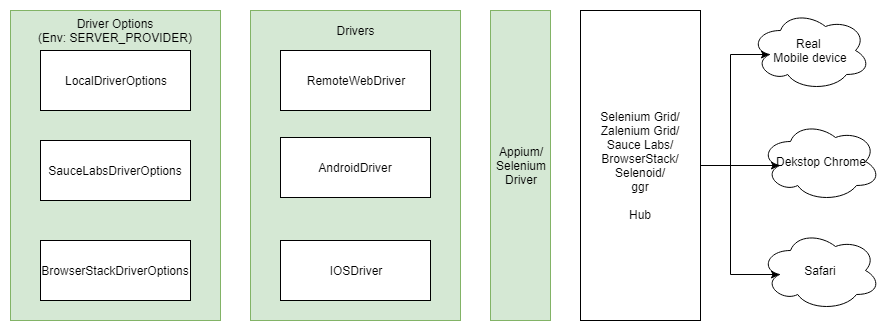 Driver Options
(Env: SERVER_PROVIDER)
LocalDriverOptions
SauceLabsDriverOptions
BrowserStackDriverOptions
Drivers
RemoteWebDriver
AndroidDriver
IOSDriver
Appium/
Selenium
Driver
Selenium Grid/
Zalenium Grid/
Sauce Labs/
BrowserStack/
Selenoid/
ggr
Hub
Real
Mobile device
Dekstop Chrome
Safari